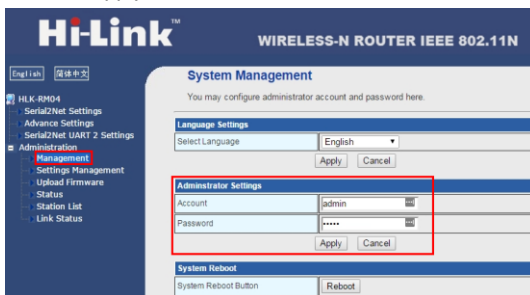 Hi-Link™
WIRELESS-N ROUTER IEEE 802.11N
English 简体中文
HLK-RM04
Serial2Net Settings
Advance Settings
Serial2Net UART 2 Settings
Administration
Management
Settings Management
Upload Firmware
Status
Station List
Link Status
System Management
You may configure administrator account and password here.
Language Settings
Select Language English
Apply Cancel
Adminstrator Settings
Account admin
Password •••••
Apply Cancel
System Reboot
System Reboot Button Reboot